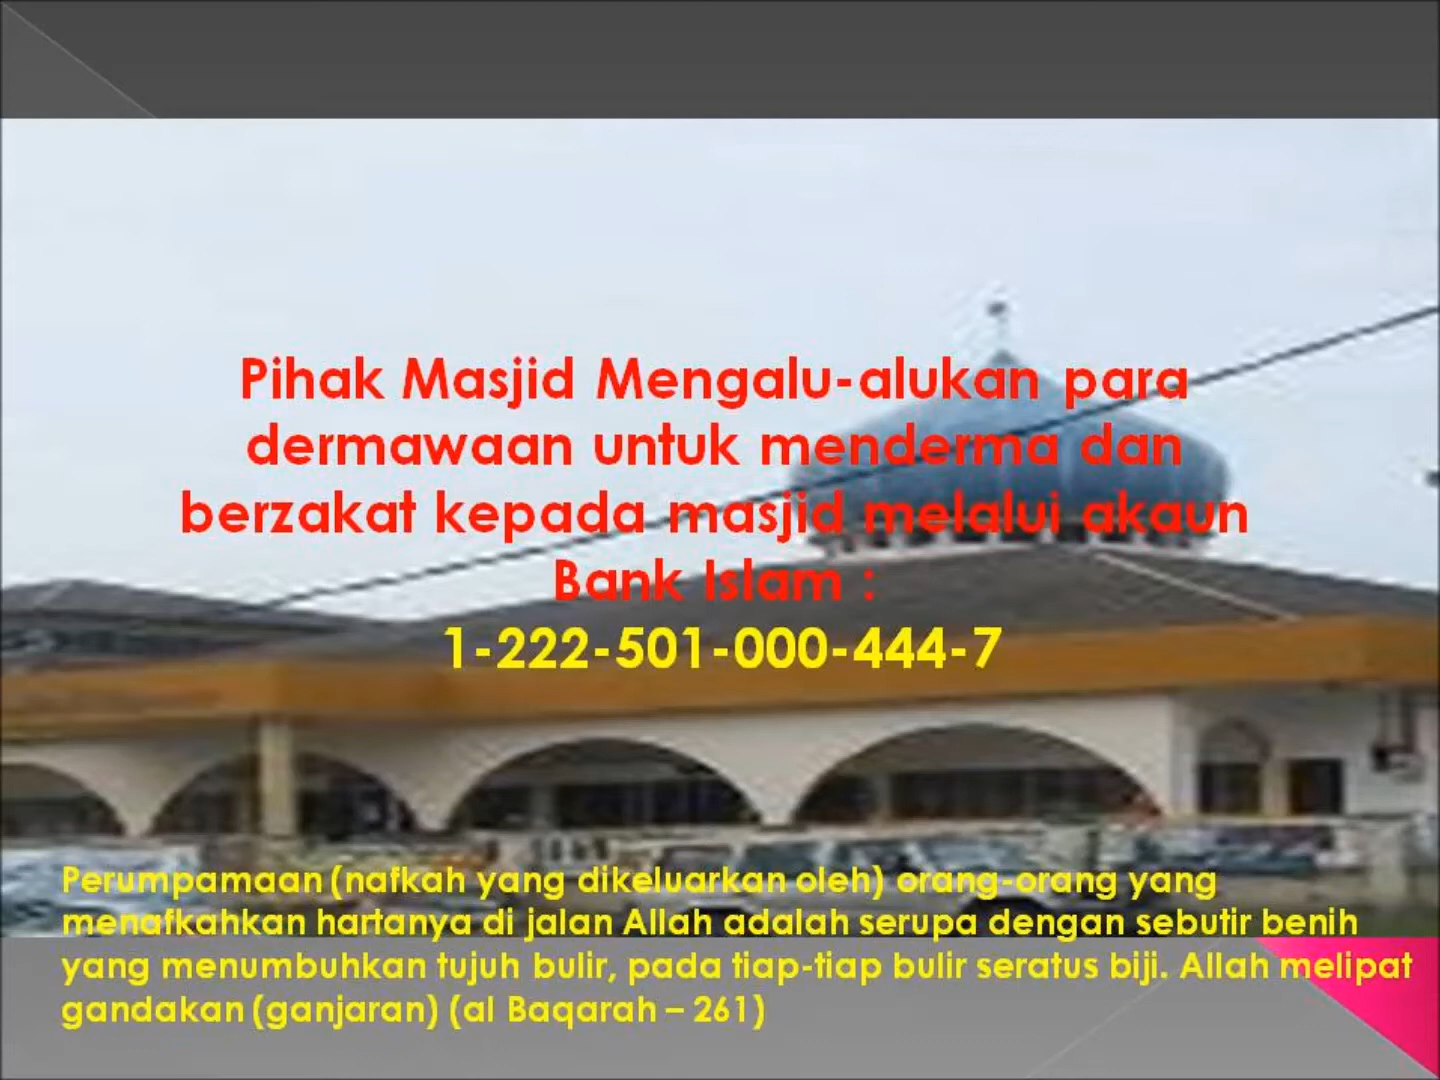 Pihak Masjid Mengalu-alukan para
dermawaan untuk menderma dan
berzakat kepada masjid melalui akaun
Bank Islam :
1-222-501-000-444-7
Perumpamaan (nafkah yang dikeluarkan oleh) orang-orang yang
menafkahkan hartanya di jalan Allah adalah serupa dengan sebutir benih
yang menumbuhkan tujuh bulir, pada tiap-tiap bulir seratus biji. Allah melipat
gandakan (ganjaran) (al Baqarah – 261)